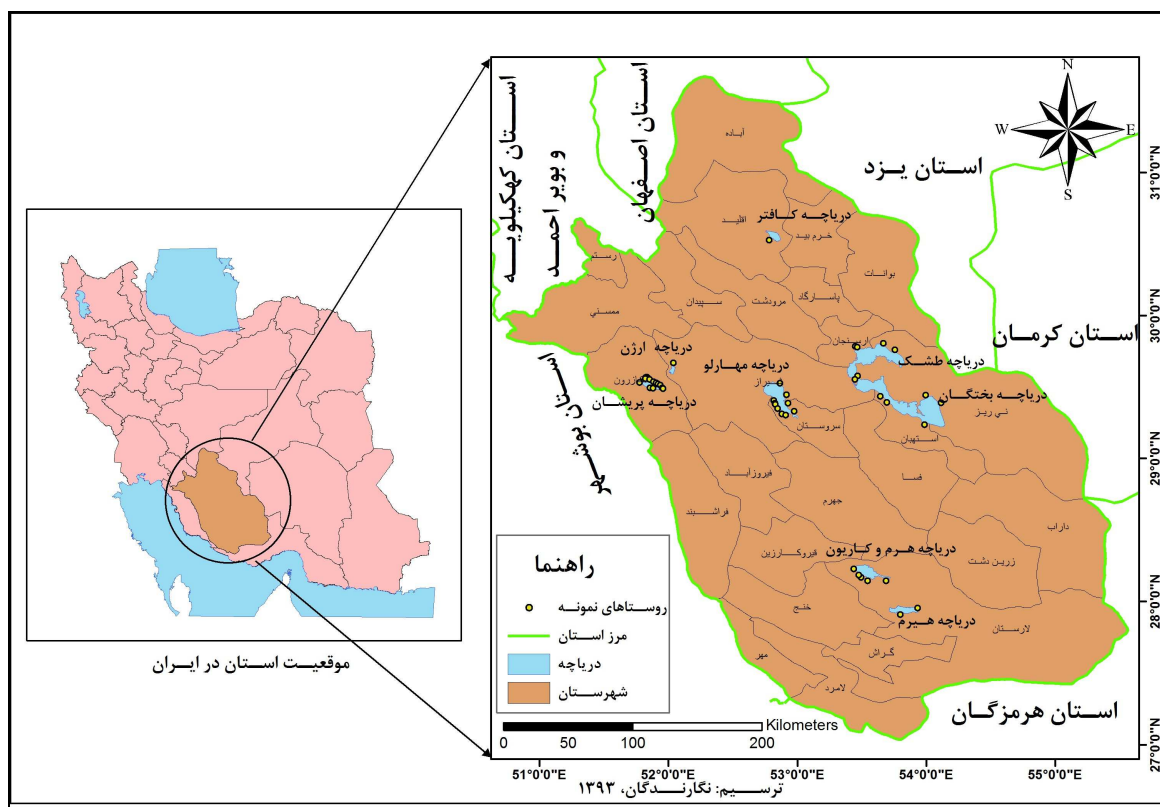 استان کهکیلویه
و بویر احمد
استان اصفهان
استان یزد
استان کرمان
استان هرمزگان
استان بوشهر
N
W
E
S
آباده
اقلید
دریاچه کافتر
خرم بید
بوانات
رستم
ممسني
سپیدان
مرودشت
پاسارگاد
ارسنجان
دریاچه طشک
دریاچه ارژن
دریاچه مهارلو
دریاچه پریشان
دریاچه بختگان
ني ریز
سروستان
استهبان
فسا
فیروزآباد
جهرم
فراشبند
داراب
دریاچه هرم و کاریون
قیروکارزین
زرین دشت
خنج
دریاچه هیرم
لارستان
گراش
مهر
لامرد
راهنما
روستاهای نمونه
مرز استان
دریاچه
شهرستان
Kilometers
0 50 100 200
31°0'0"N
30°0'0"N
29°0'0"N
28°0'0"N
27°0'0"N
51°0'0"E 52°0'0"E 53°0'0"E 54°0'0"E 55°0'0"E
موقعیت استان در ایران
ترسیم: نگارندگان، ۱۳۹۳